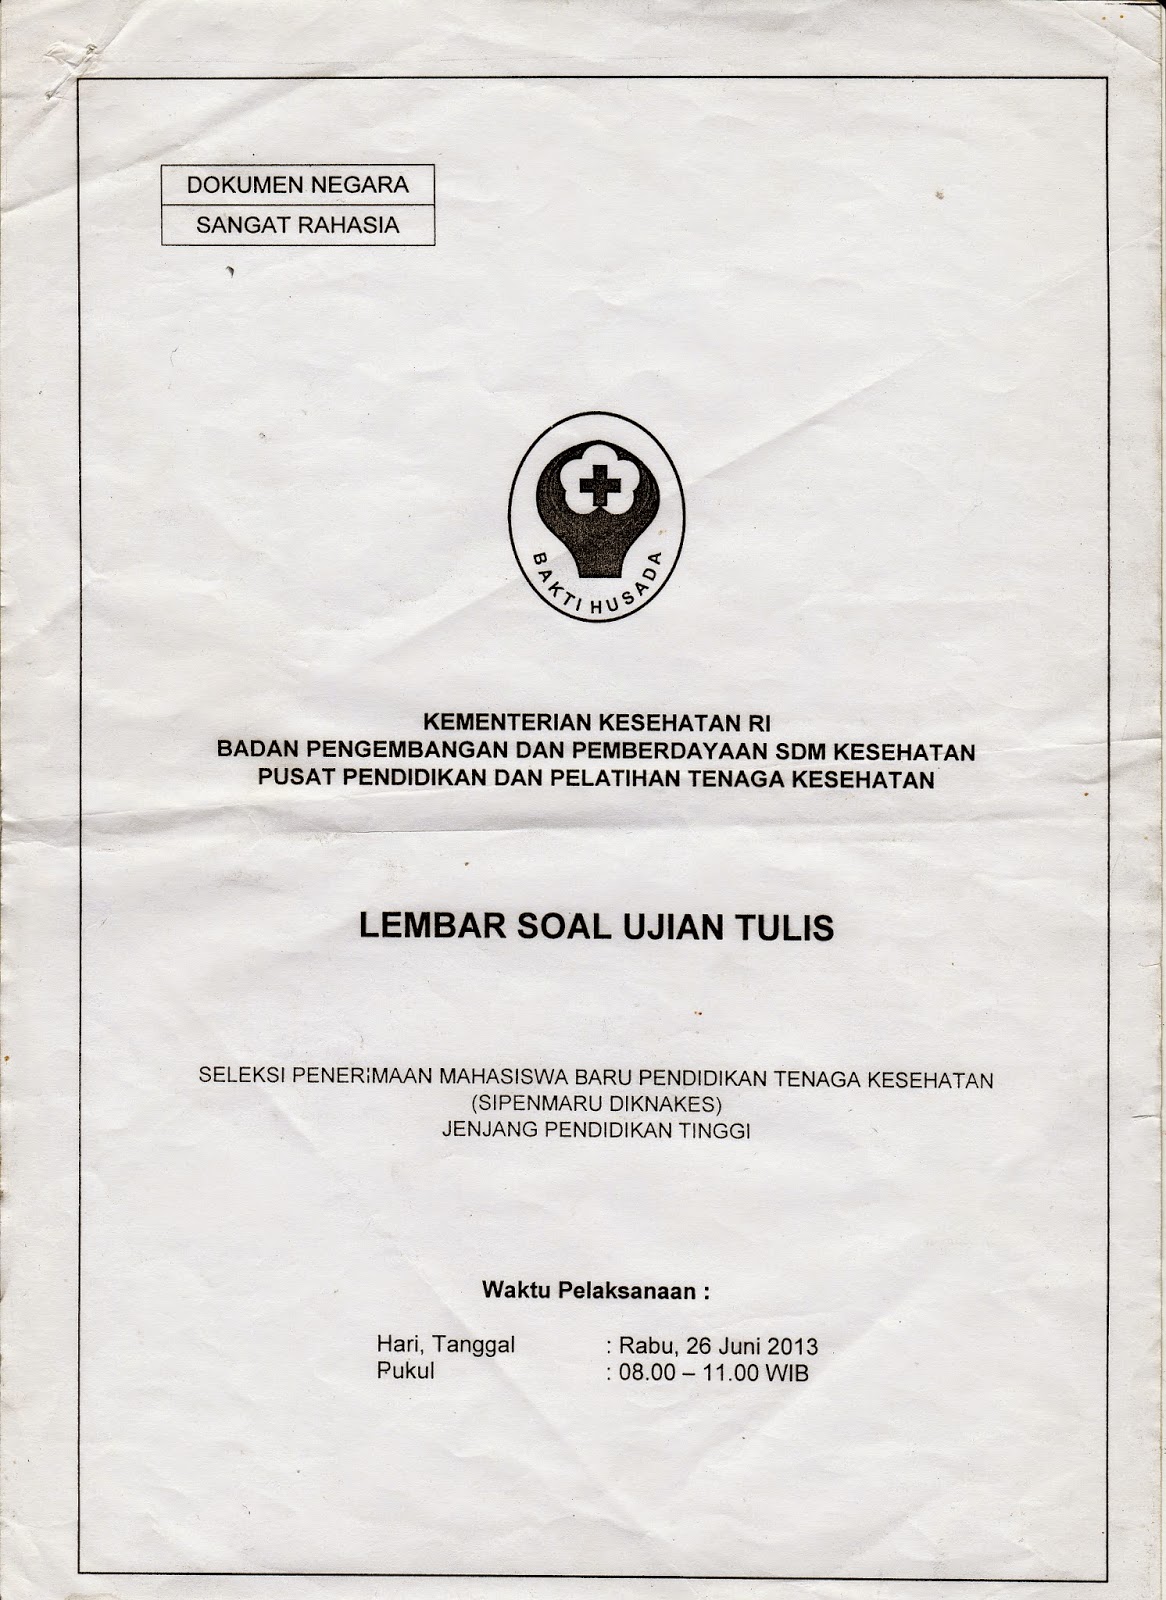 DOKUMEN NEGARA
SANGAT RAHASIA
BAKTI HUSADA
KEMENTERIAN KESEHATAN RI
BADAN PENGEMBANGAN DAN PEMBERDAYAAN SDM KESEHATAN
PUSAT PENDIDIKAN DAN PELATIHAN TENAGA KESEHATAN
LEMBAR SOAL UJIAN TULIS
SELEKSI PENERIMAAN MAHASISWA BARU PENDIDIKAN TENAGA KESEHATAN
(SIPENMARU DIKNAKES)
JENJANG PENDIDIKAN TINGGI
Waktu Pelaksanaan :
Hari, Tanggal : Rabu, 26 Juni 2013
Pukul : 08.00 – 11.00 WIB